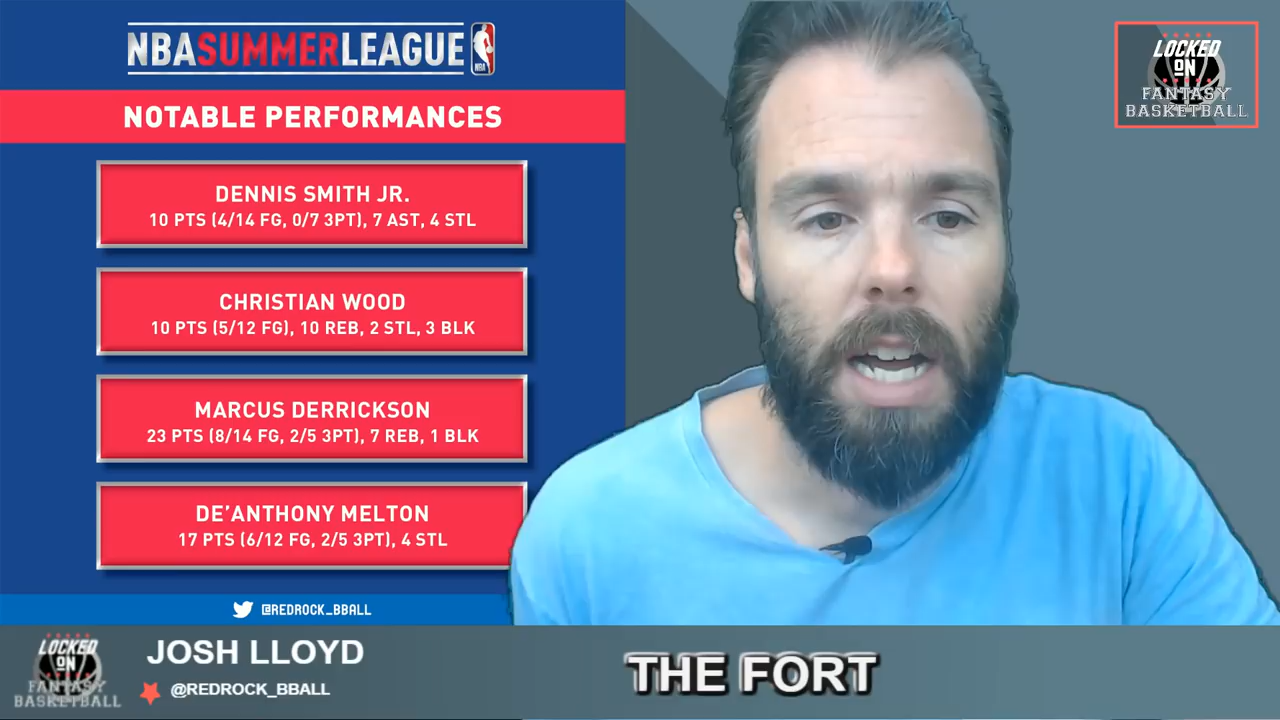 NBASUMMERLEAGUE
NBA
NOTABLE PERFORMANCES
DENNIS SMITH JR.
10 PTS (4/14 FG, 0/7 3PT), 7 AST, 4 STL
CHRISTIAN WOOD
10 PTS (5/12 FG), 10 REB, 2 STL, 3 BLK
MARCUS DERRICKSON
23 PTS (8/14 FG, 2/5 3PT), 7 REB, 1 BLK
DE'ANTHONY MELTON
17 PTS (6/12 FG, 2/5 3PT), 4 STL
@REDROCK_BBALL
LOCKED
ON
FANTASY
BASKETBALL
LOCKED
ON
FANTASY
BASKETBALL
JOSH LLOYD
@REDROCK_BBALL
THE FORT